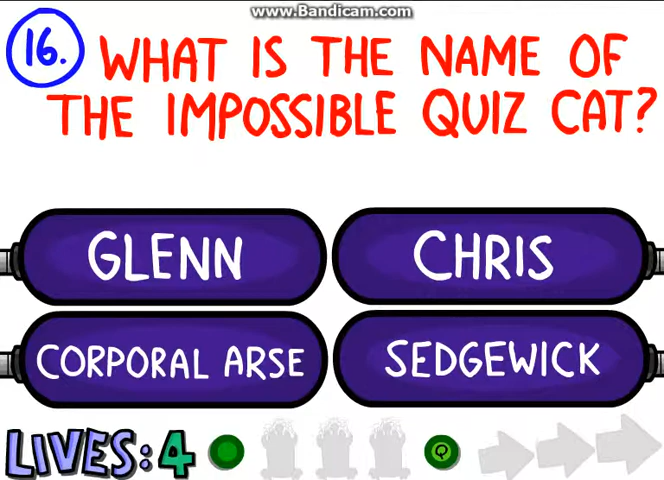 www.Bandicam.com
16. WHAT IS THE NAME OF
THE IMPOSSIBLE QUIZ CAT?
GLENN
CHRIS
CORPORAL ARSE
SEDGEWICK
LIVES: 4
Q